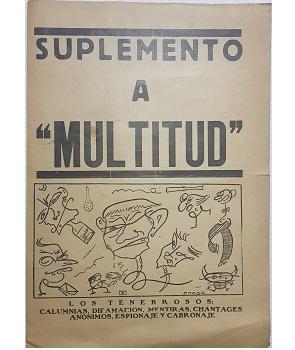 SUPLEMENTO
A
"MULTITUD"
LOS TENEBROSOS;
CALUMNIAS, DIFAMACION, MENTIRAS, CHANTAGES
ANONIMOS, ESPIONAJE Y CABRONAJE